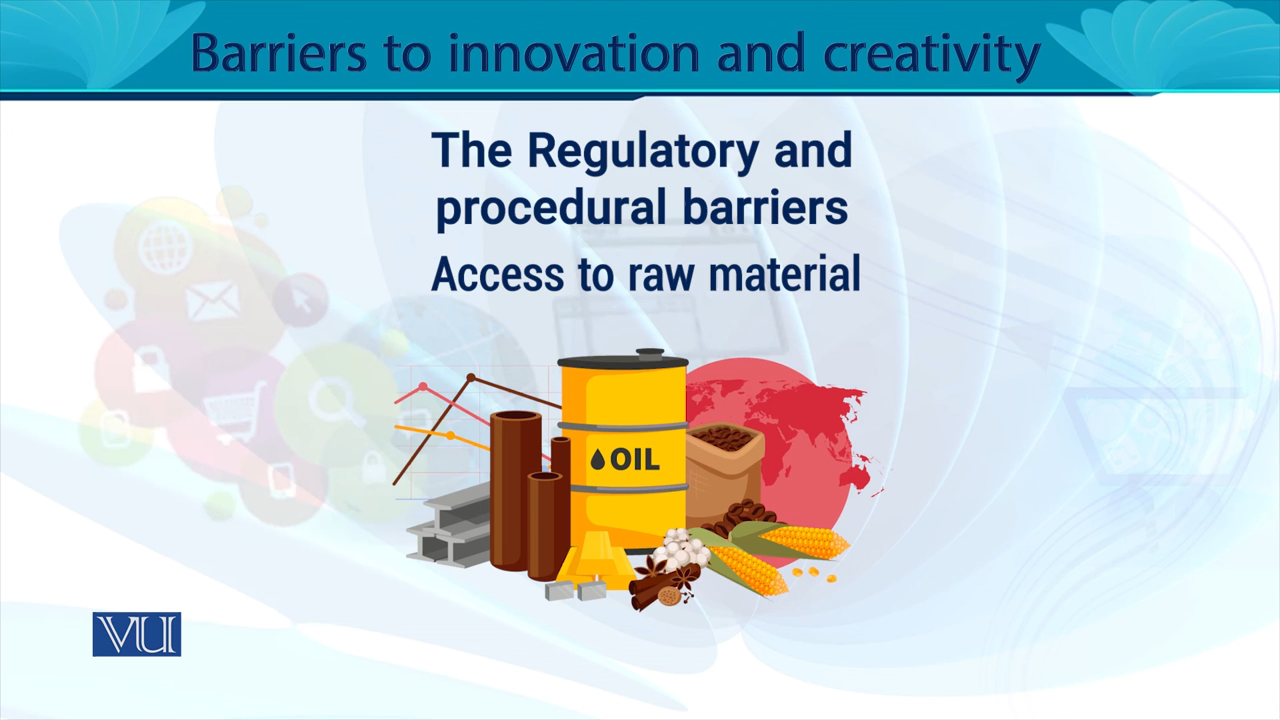 Barriers to innovation and creativity
The Regulatory and
procedural barriers
Access to raw material
OIL
VU